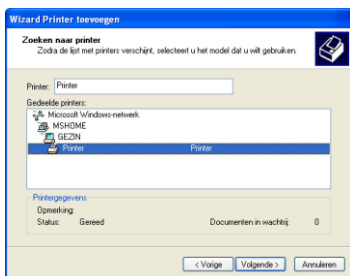 Wizard Printer toevoegen
Zoeken naar printer
Zodra de lijst met printers verschijnt, selecteert u het model dat u wilt gebruiken.
Printer: Printer
Gedeelde printers:
Microsoft Windows-netwerk
MSHOME
GEZIN
Printer Printer
Printergegevens
Opmerking:
Status: Gereed Documenten in wachtrij: 0
< Vorige Volgende > Annuleren